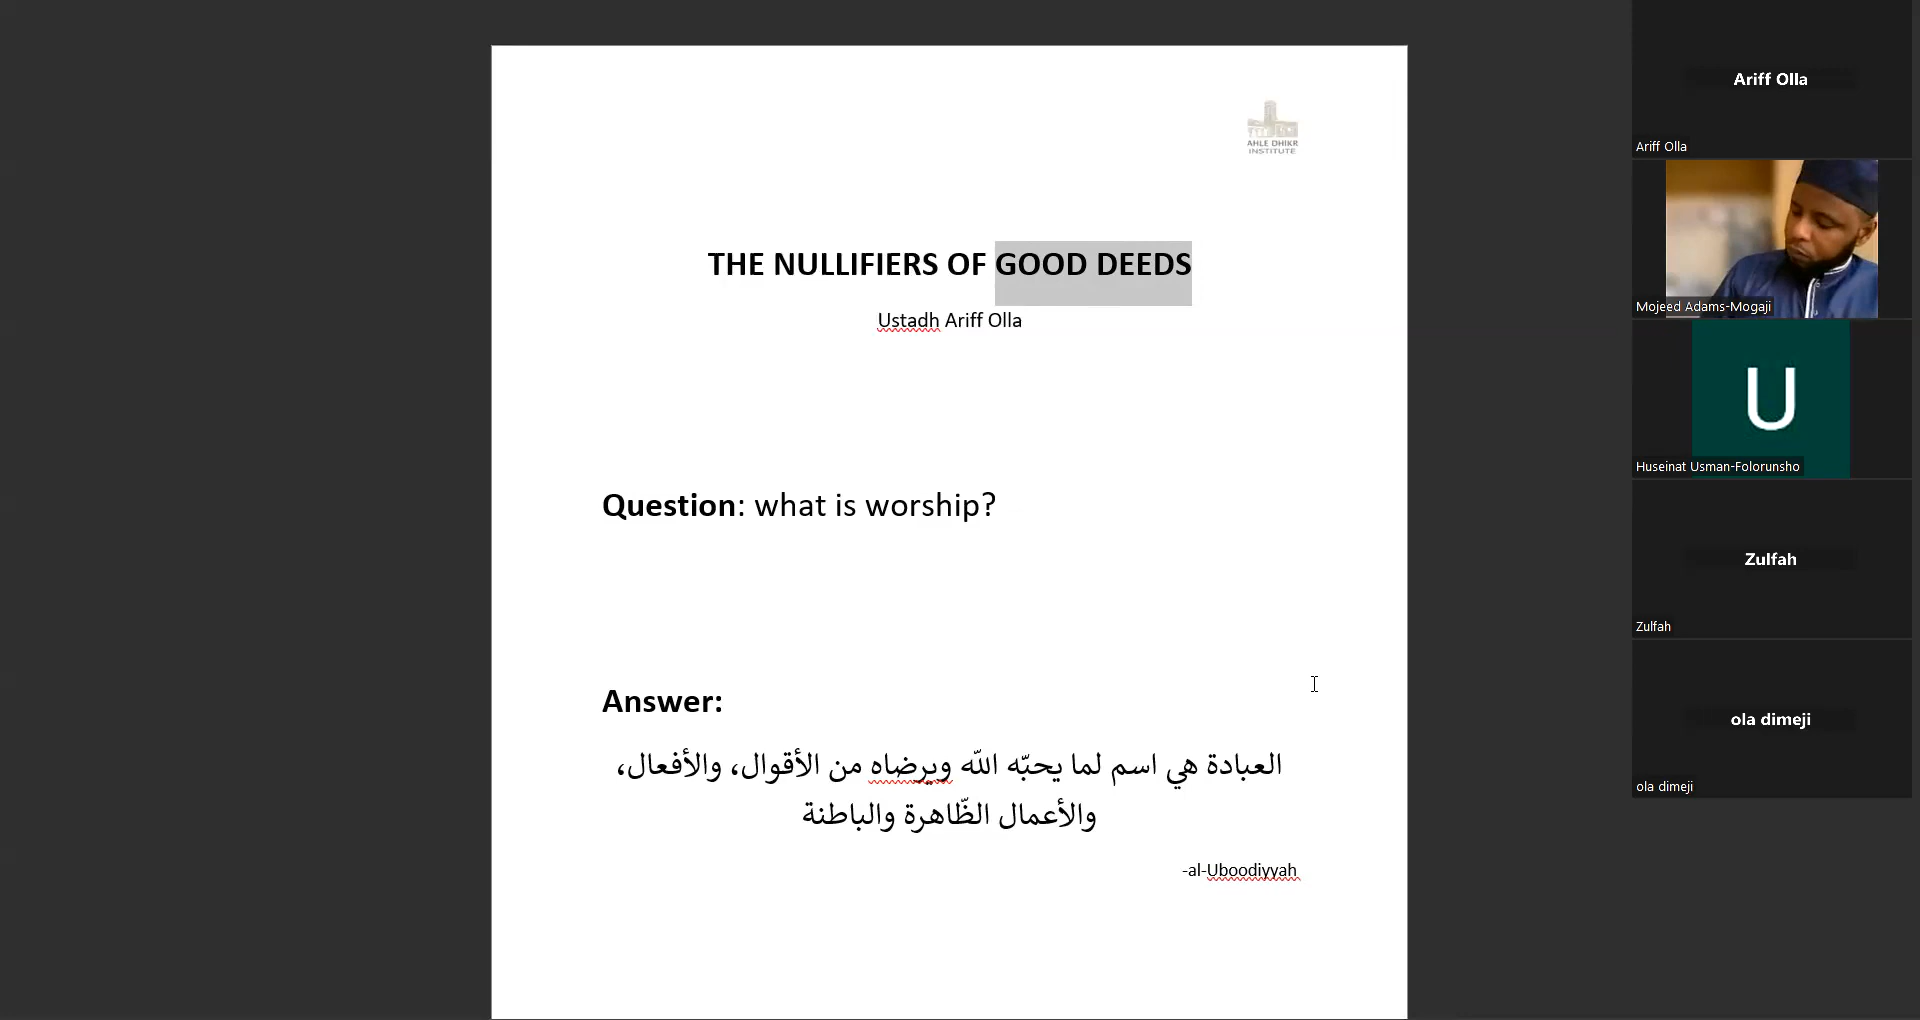 AHLE DHIKR
INSTITUTE
THE NULLIFIERS OF GOOD DEEDS
Ustadh Ariff Olla
Question: what is worship?
Answer:
العبادة هي اسم لما يحبّه اللّه ويرضاه من الأقوال، والأفعال،
والأعمال الظّاهرة والباطنة
-al-Uboodiyyah
Ariff Olla
Ariff Olla
Mojeed Adams-Mogaji
U
Huseinat Usman-Folorunsho
Zulfah
Zulfah
ola dimeji
ola dimeji